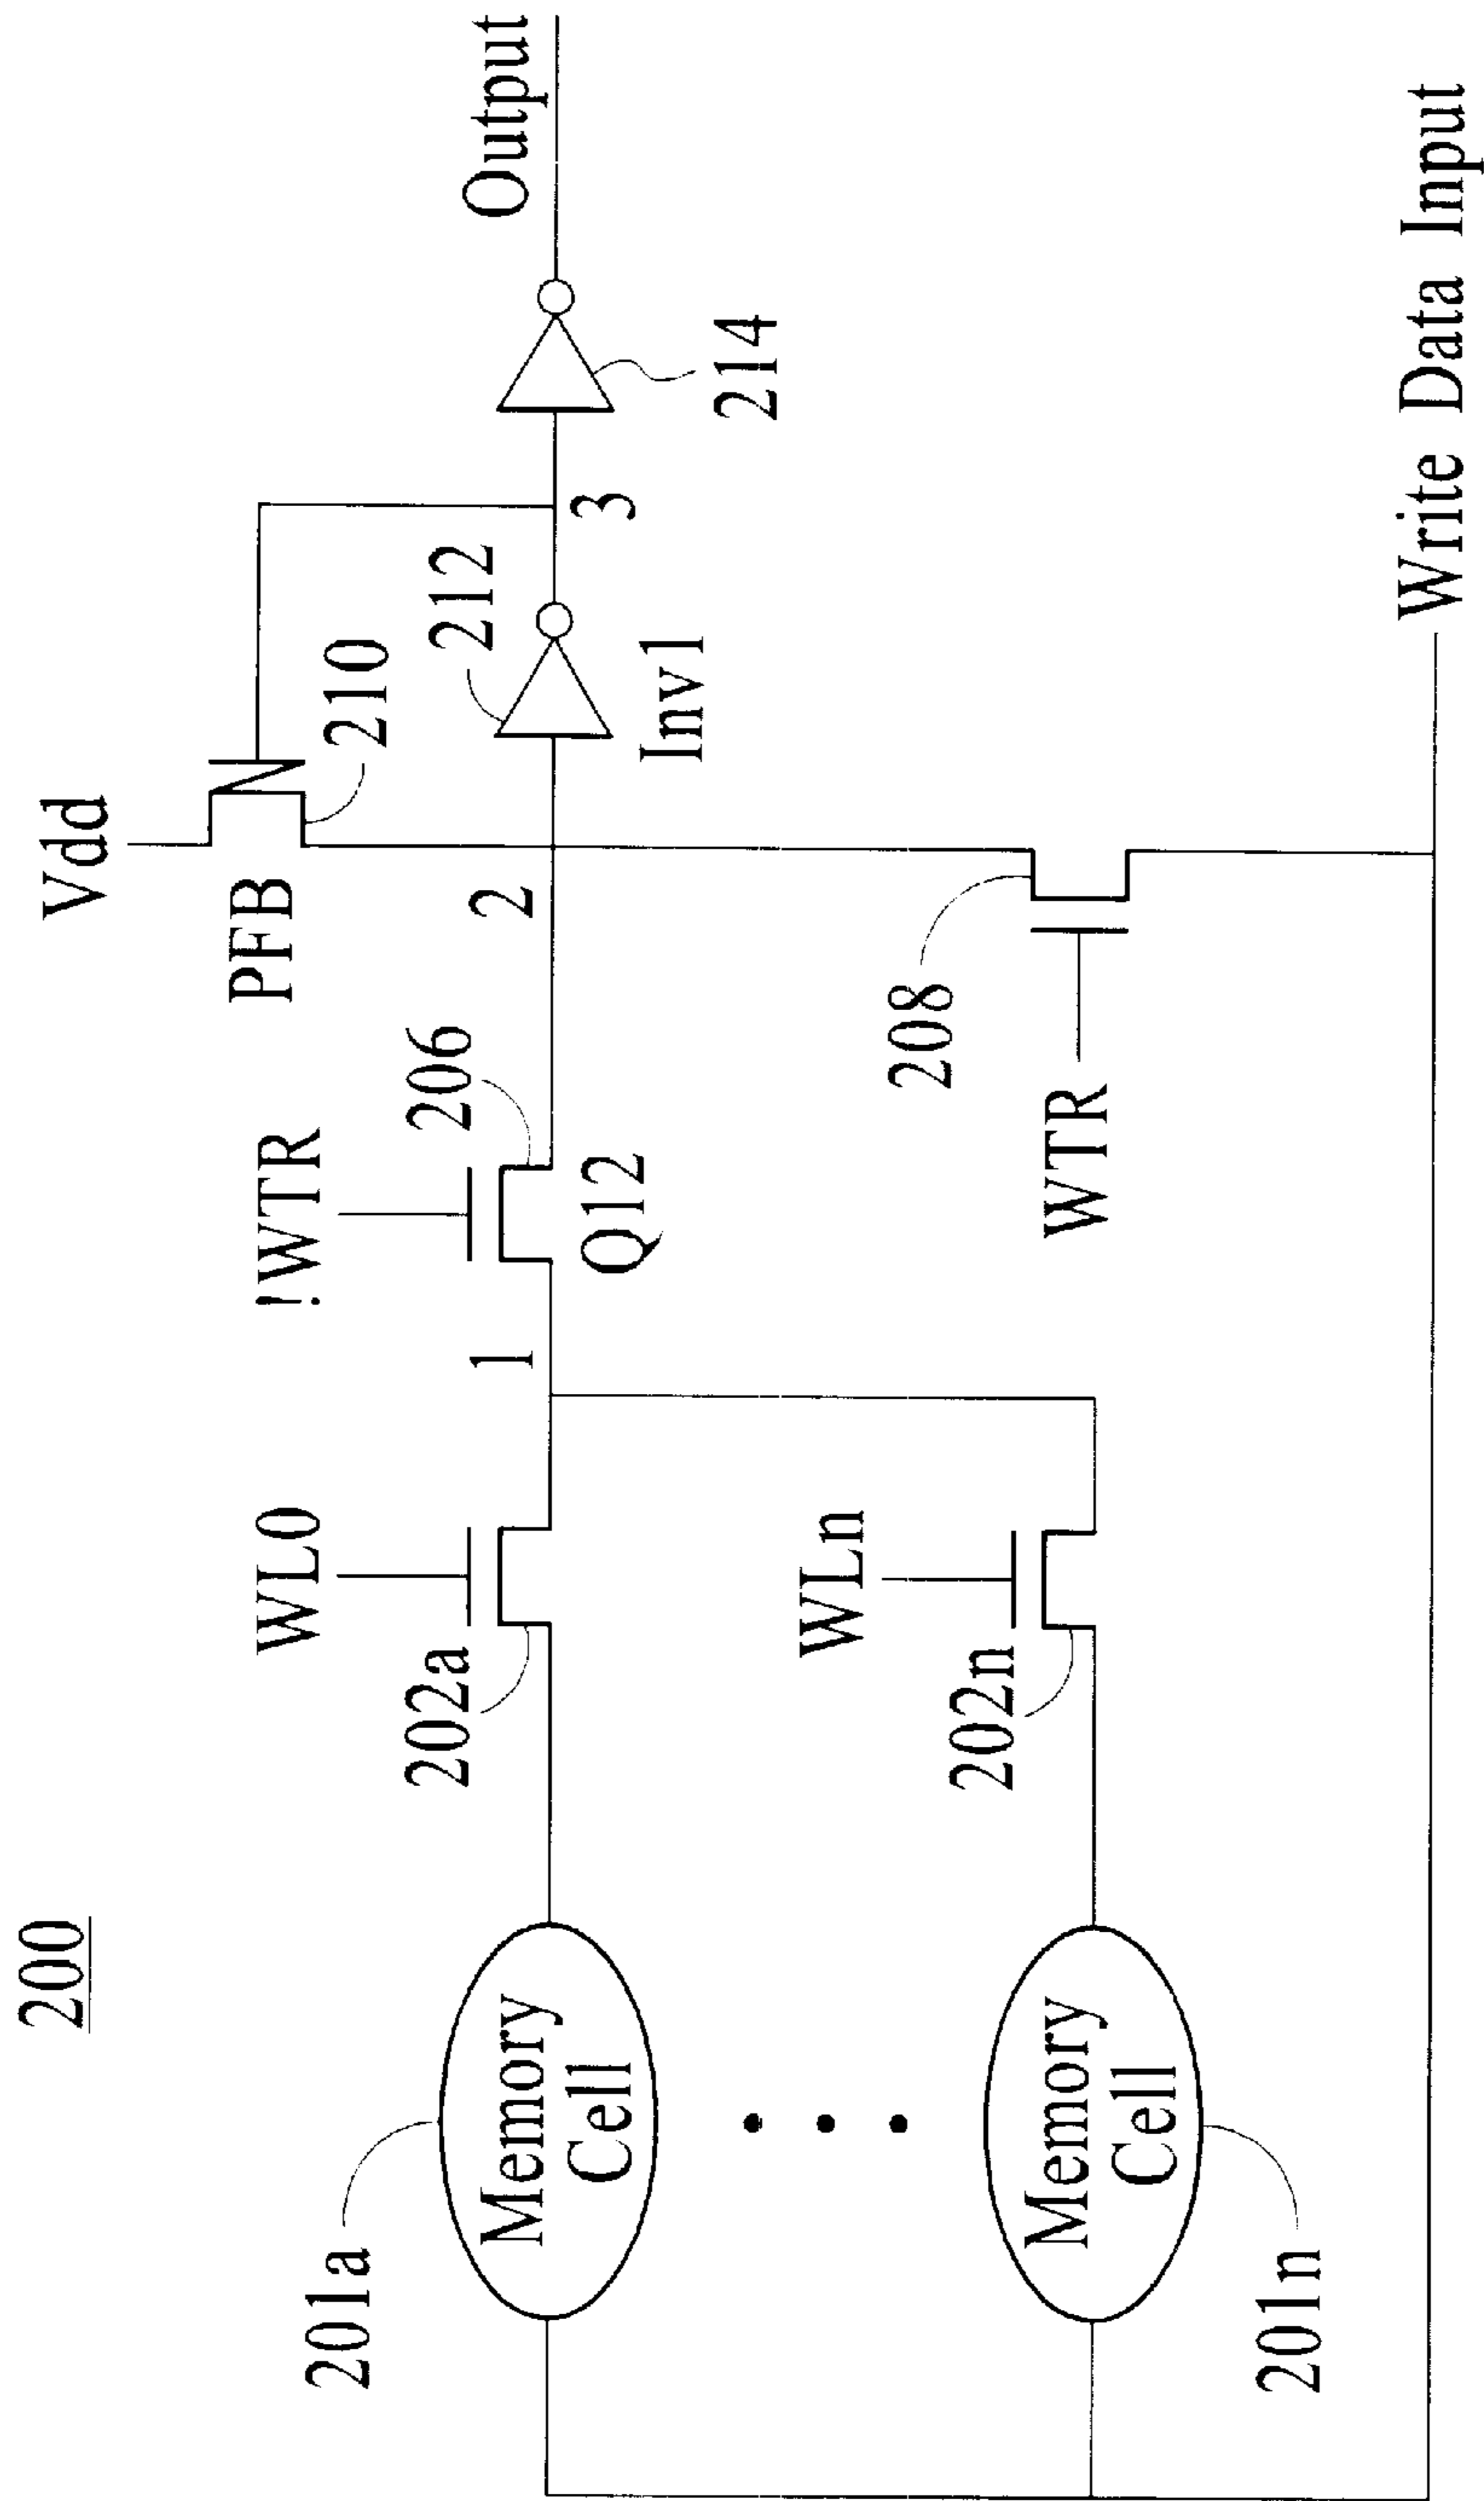 200
201a
Memory
Cell
202a
WL0
1
!WTR
206
Q12
2
PFB
Vdd
210
212
Inv1
3
214
Output
201n
Memory
Cell
202n
WLn
WTR
208
Write Data Input